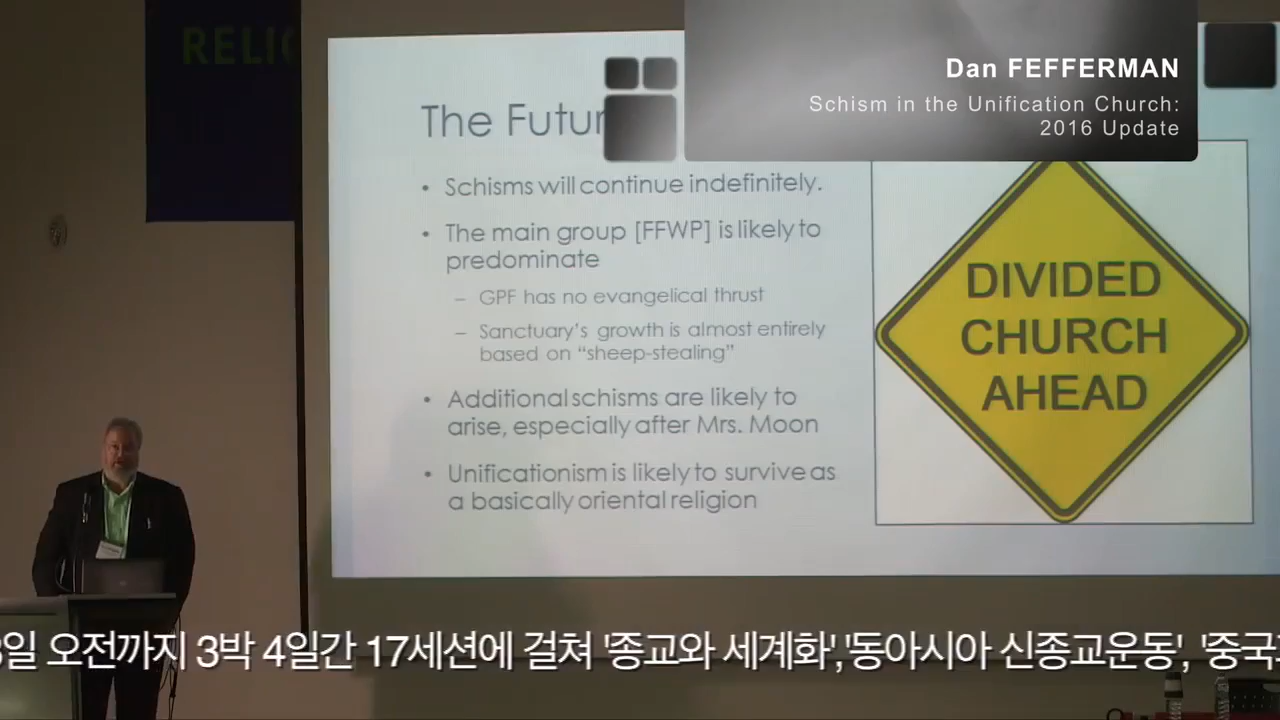 RELIG
Dan FEFFERMAN
Schism in the Unification Church:
2016 Update
The Futur
• Schisms will continue indefinitely.
• The main group [FFWP] is likely to
predominate
– GPF has no evangelical thrust
– Sanctuary's growth is almost entirely
based on “sheep-stealing”
• Additional schisms are likely to
arise, especially after Mrs. Moon
• Unificationism is likely to survive as
a basically oriental religion
DIVIDED
CHURCH
AHEAD
일 오전까지 3박 4일간 17세션에 걸쳐 '종교와 세계화','동아시아 신종교운동', '중국